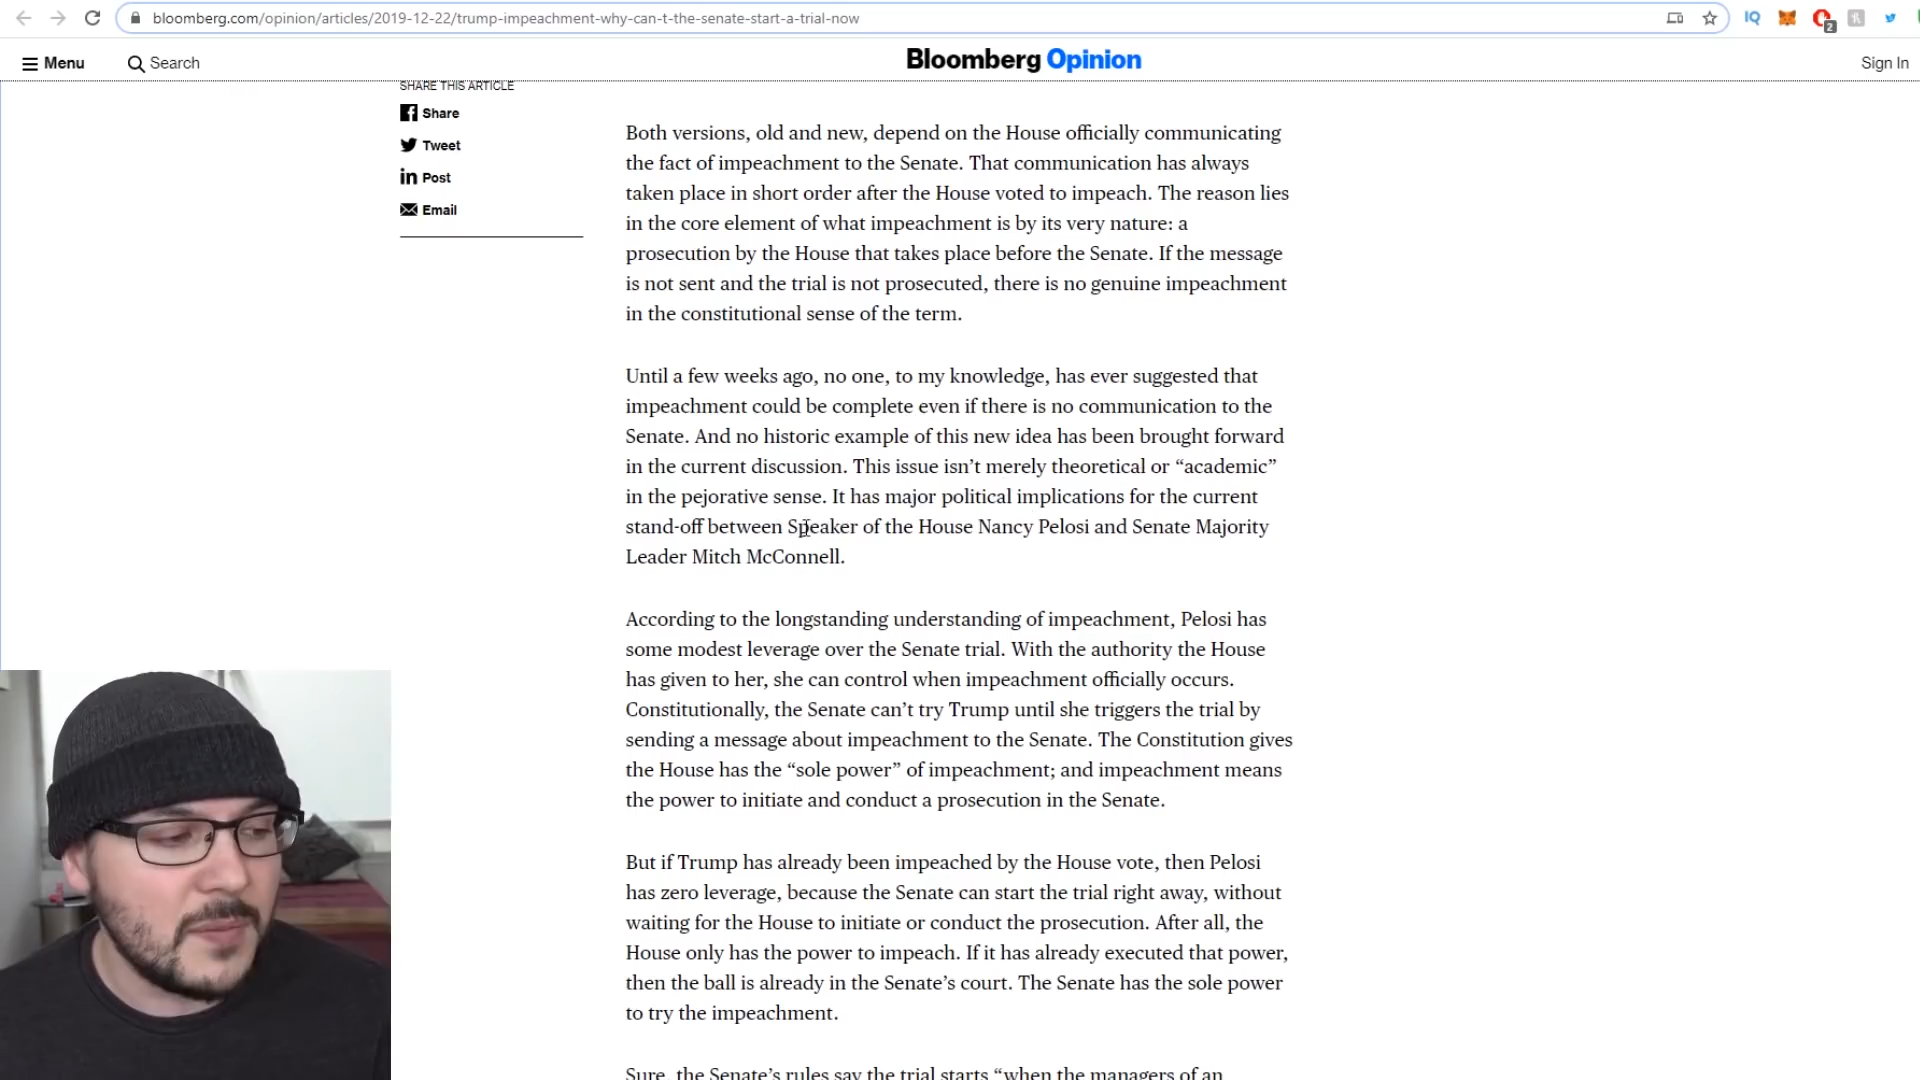 bloomberg.com/opinion/articles/2019-12-22/trump-impeachment-why-can-t-the-senate-start-a-trial-now
IQ
2
Menu
Search
Bloomberg Opinion
Sign In
SHARE THIS ARTICLE
Share
Tweet
Post
Email
Both versions, old and new, depend on the House officially communicating
the fact of impeachment to the Senate. That communication has always
taken place in short order after the House voted to impeach. The reason lies
in the core element of what impeachment is by its very nature: a
prosecution by the House that takes place before the Senate. If the message
is not sent and the trial is not prosecuted, there is no genuine impeachment
in the constitutional sense of the term.
Until a few weeks ago, no one, to my knowledge, has ever suggested that
impeachment could be complete even if there is no communication to the
Senate. And no historic example of this new idea has been brought forward
in the current discussion. This issue isn’t merely theoretical or “academic”
in the pejorative sense. It has major political implications for the current
stand-off between Speaker of the House Nancy Pelosi and Senate Majority
Leader Mitch McConnell.
According to the longstanding understanding of impeachment, Pelosi has
some modest leverage over the Senate trial. With the authority the House
has given to her, she can control when impeachment officially occurs.
Constitutionally, the Senate can’t try Trump until she triggers the trial by
sending a message about impeachment to the Senate. The Constitution gives
the House has the “sole power” of impeachment; and impeachment means
the power to initiate and conduct a prosecution in the Senate.
But if Trump has already been impeached by the House vote, then Pelosi
has zero leverage, because the Senate can start the trial right away, without
waiting for the House to initiate or conduct the prosecution. After all, the
House only has the power to impeach. If it has already executed that power,
then the ball is already in the Senate’s court. The Senate has the sole power
to try the impeachment.
Sure, the Senate’s rules say the trial starts “when the managers of an